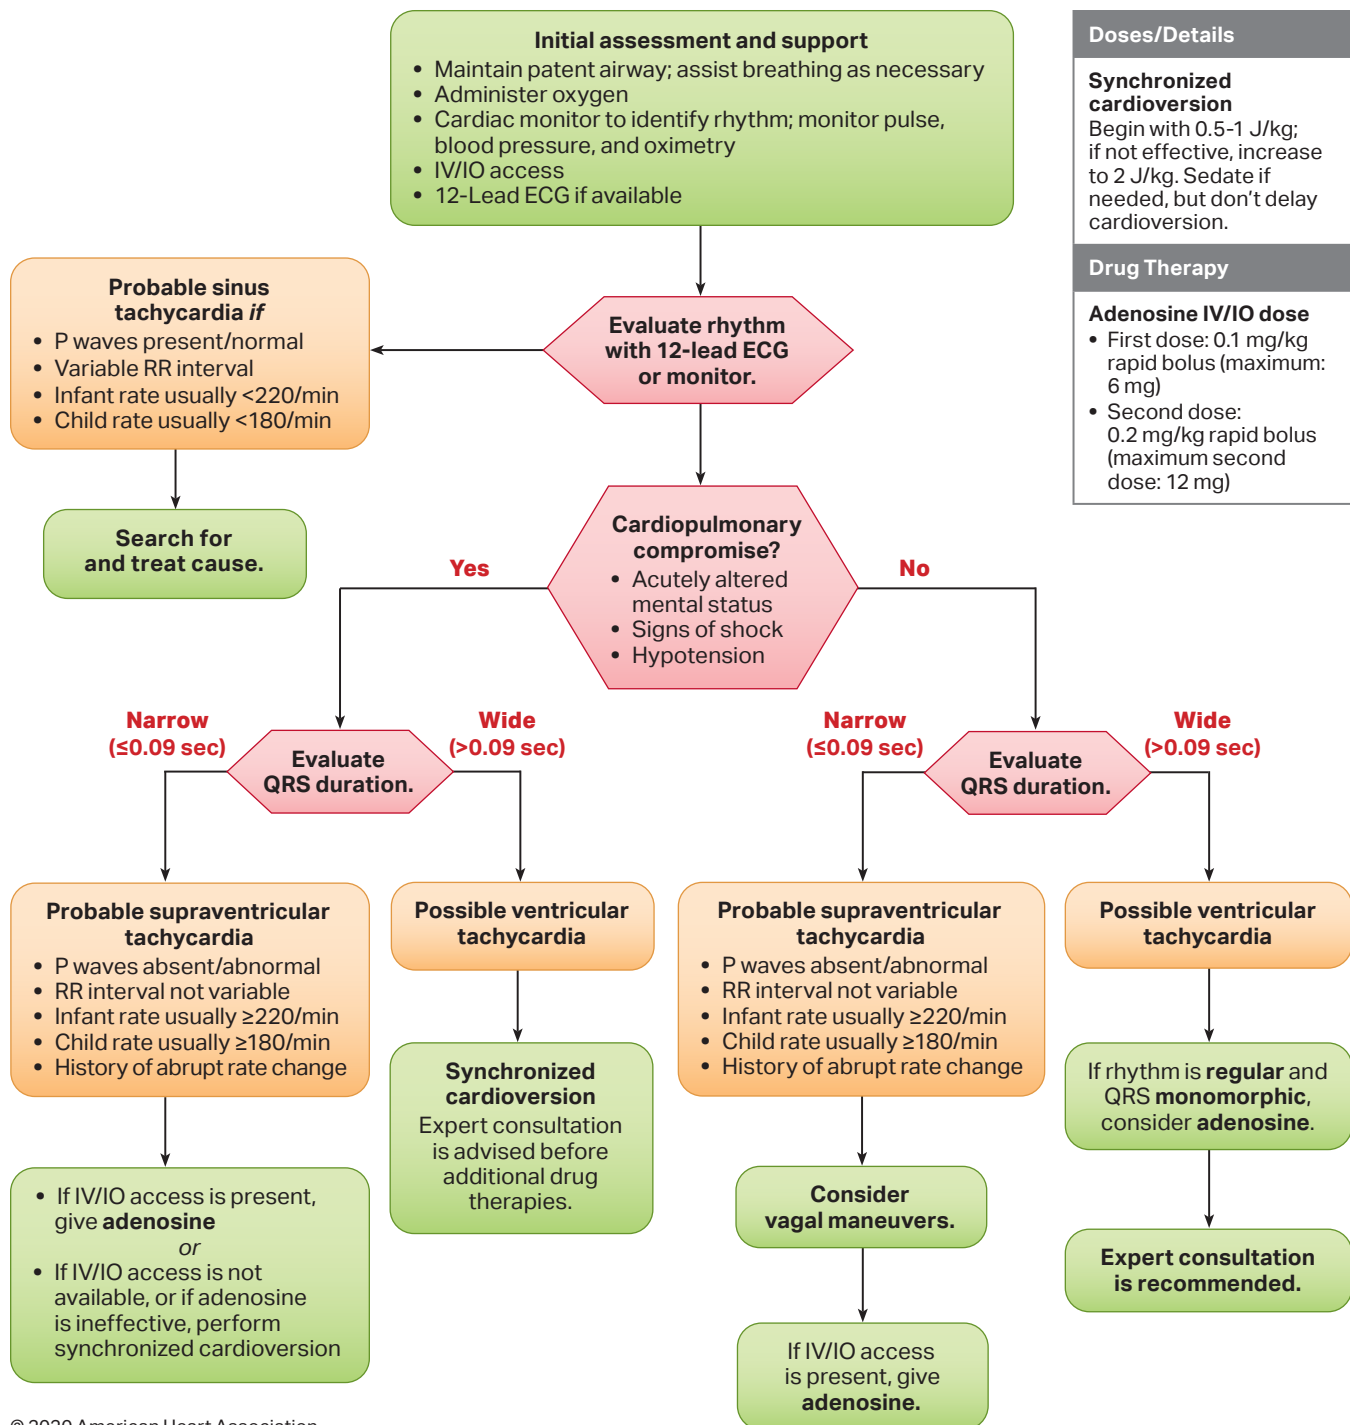 Initial assessment and support
• Maintain patent airway; assist breathing as necessary
• Administer oxygen
• Cardiac monitor to identify rhythm; monitor pulse,
blood pressure, and oximetry
• IV/IO access
• 12-Lead ECG if available
Doses/Details
Synchronized
cardioversion
Begin with 0.5-1 J/kg;
if not effective, increase
to 2 J/kg. Sedate if
needed, but don't delay
cardioversion.
Drug Therapy
Adenosine IV/IO dose
• First dose: 0.1 mg/kg
rapid bolus (maximum:
6 mg)
• Second dose:
0.2 mg/kg rapid bolus
(maximum second
dose: 12 mg)
Probable sinus
tachycardia if
• P waves present/normal
• Variable RR interval
• Infant rate usually <220/min
• Child rate usually <180/min
Evaluate rhythm
with 12-lead ECG
or monitor.
Search for
and treat cause.
Cardiopulmonary
compromise?
• Acutely altered
mental status
• Signs of shock
• Hypotension
Yes
No
Narrow
(≤0.09 sec)
Wide
(>0.09 sec)
Evaluate
QRS duration.
Narrow
(≤0.09 sec)
Wide
(>0.09 sec)
Evaluate
QRS duration.
Probable supraventricular
tachycardia
• P waves absent/abnormal
• RR interval not variable
• Infant rate usually ≥220/min
• Child rate usually ≥180/min
• History of abrupt rate change
Possible ventricular
tachycardia
Probable supraventricular
tachycardia
• P waves absent/abnormal
• RR interval not variable
• Infant rate usually ≥220/min
• Child rate usually ≥180/min
• History of abrupt rate change
Possible ventricular
tachycardia
• If IV/IO access is present,
give adenosine
or
• If IV/IO access is not
available, or if adenosine
is ineffective, perform
synchronized cardioversion
Synchronized
cardioversion
Expert consultation
is advised before
additional drug
therapies.
Consider
vagal maneuvers.
If IV/IO access
is present, give
adenosine.
If rhythm is regular and
QRS monomorphic,
consider adenosine.
Expert consultation
is recommended.
© 2020 American Heart Association